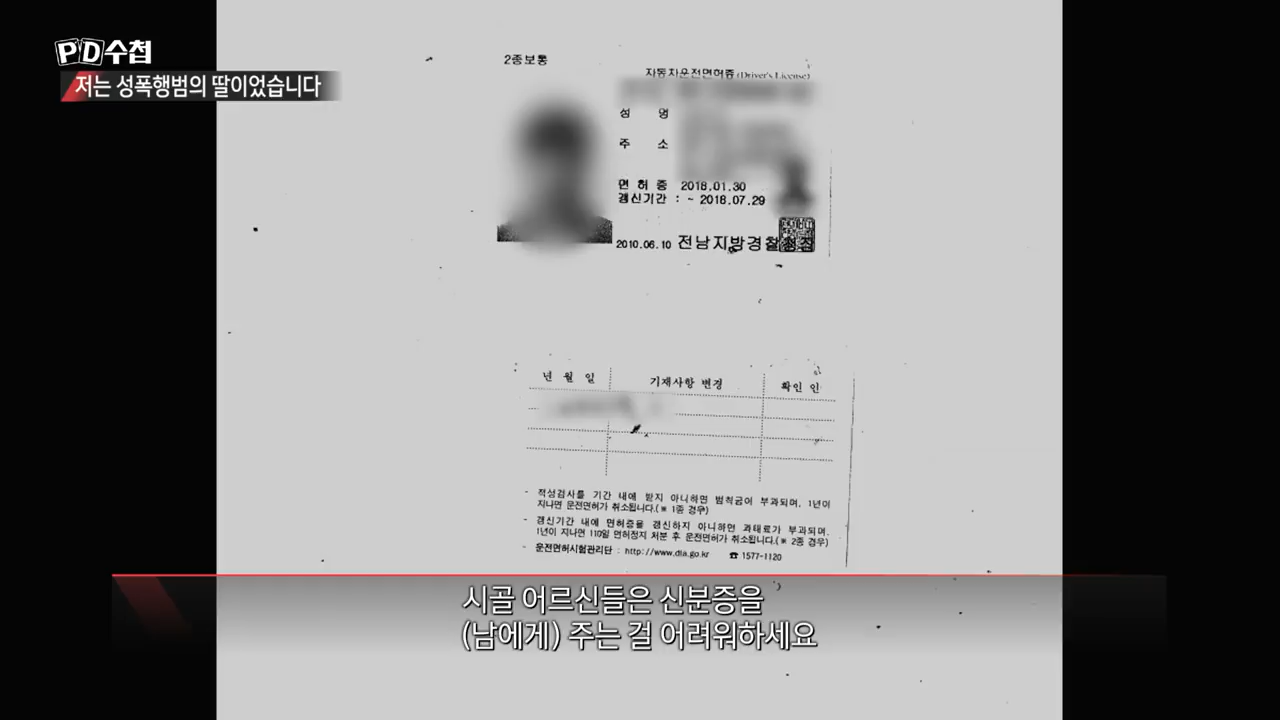 PD수첩
저는 성폭행범의 딸이었습니다
2종보통
자동차운전면허증 (Driver's License)
성 명
주 소
면 허 증 2018.01.30
갱신기간 : ~ 2018.07.29
2010.06.10 전남지방경찰청장
년 월 일 기재사항 변경 확인 인
- 적성검사를 기간 내에 받지 아니하면 범칙금이 부과되며, 1년이
지나면 운전면허가 취소됩니다.(※ 1종 경우)
- 갱신기간 내에 면허증을 갱신하지 아니하면 과태료가 부과되며,
1년이 지나면 110일 면허정지 처분 후 운전면허가 취소됩니다.(※ 2종 경우)
- 운전면허시험관리단 : http://www.dla.go.kr ☎ 1577-1120
시골 어르신들은 신분증을
(남에게) 주는 걸 어려워하세요